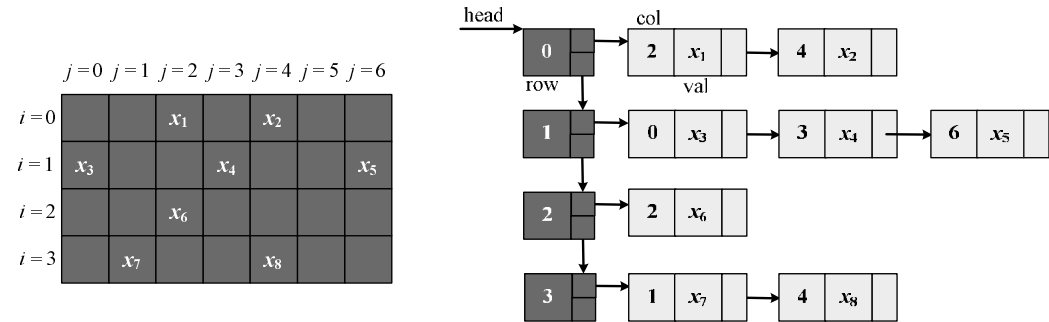 j = 0 j = 1 j = 2 j = 3 j = 4 j = 5 j = 6
i = 0 x₁ x₂
i = 1 x₃ x₄ x₅
i = 2 x₆
i = 3 x₇ x₈
head
col
0 2 x₁ 4 x₂
row val
1 0 x₃ 3 x₄ 6 x₅
2 2 x₆
3 1 x₇ 4 x₈